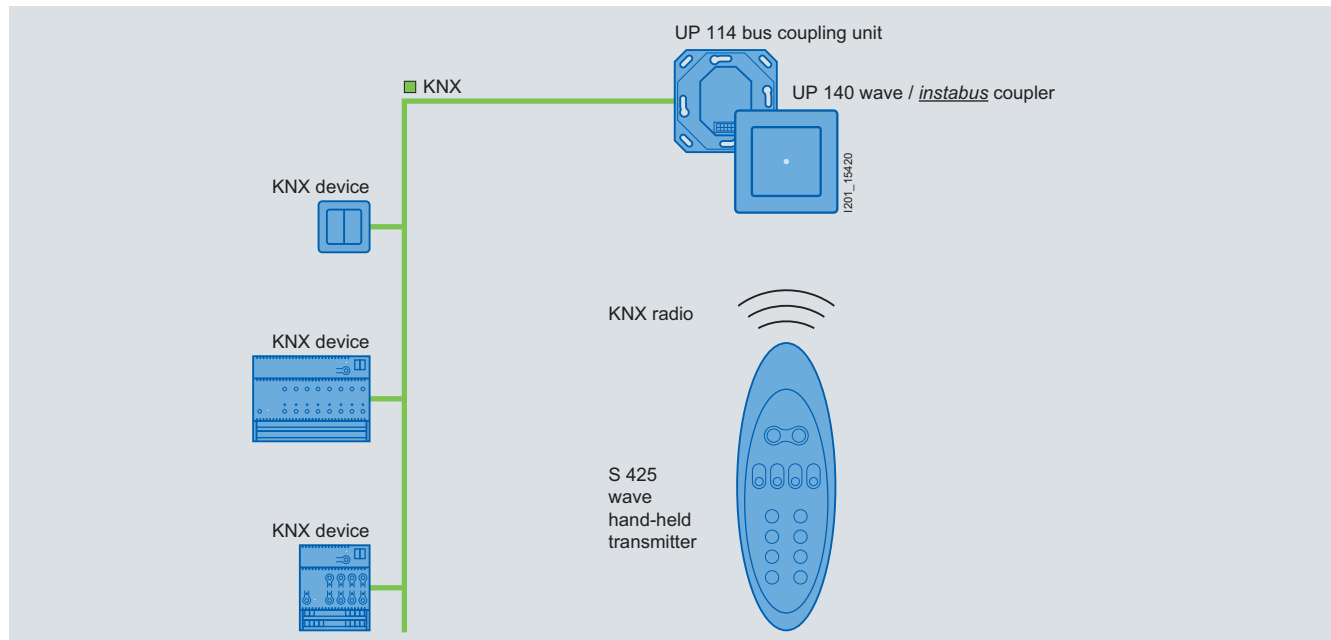 UP 114 bus coupling unit
KNX
UP 140 wave / instabus coupler
I201_15420
KNX device
KNX radio
KNX device
S 425
wave
hand-held
transmitter
KNX device